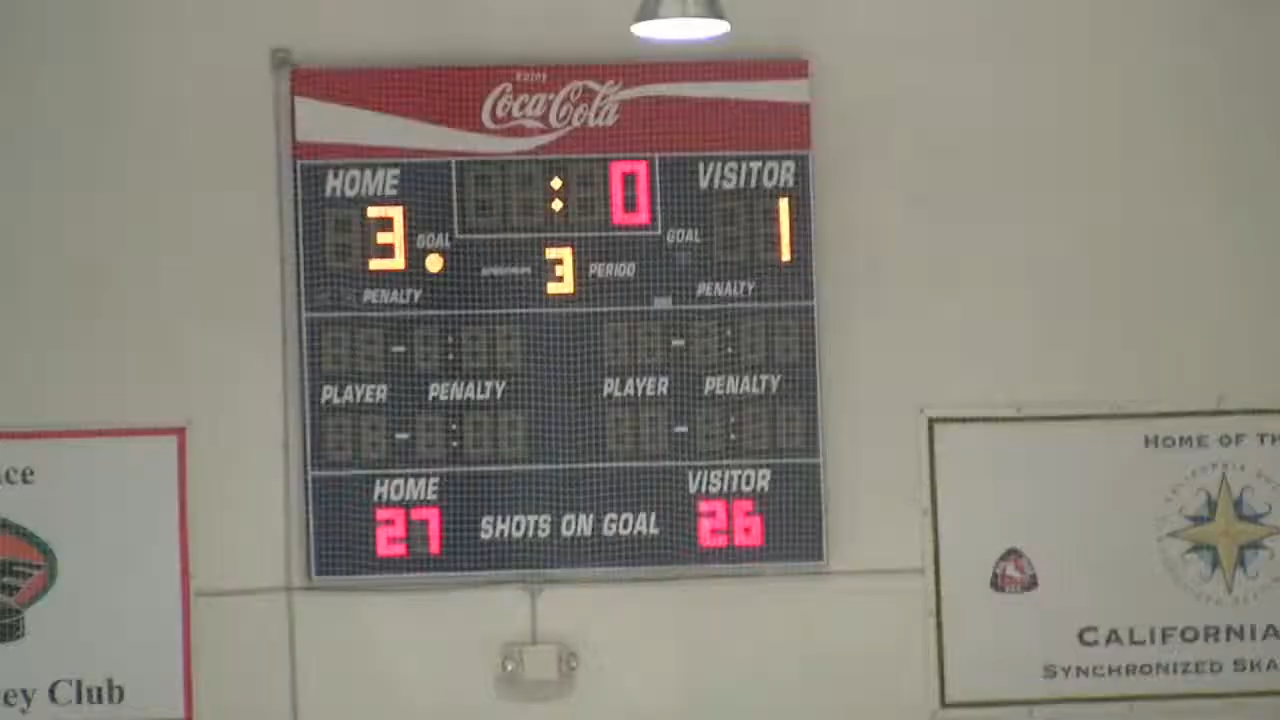 Enjoy
Coca-Cola
HOME
: 0
VISITOR
3 GOAL
GOAL 1
3 PERIOD
PENALTY
PENALTY
PLAYER PENALTY
PLAYER PENALTY
HOME
VISITOR
27 SHOTS ON GOAL 26
ey Club
HOME OF TH
CALIFORNIA
SYNCHRONIZED SKA